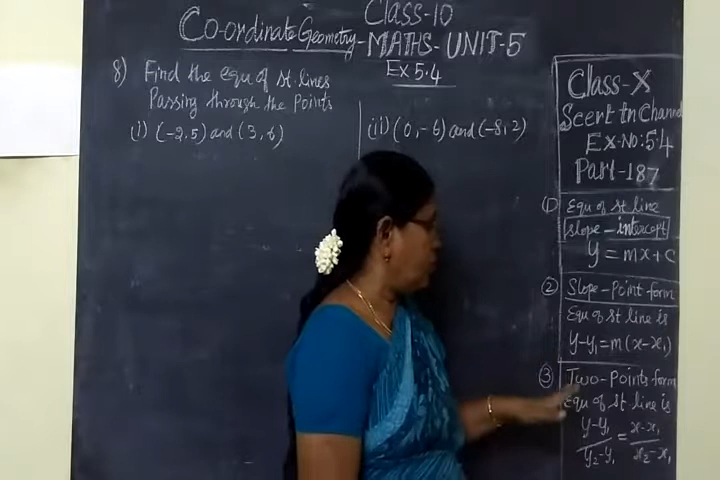 Class-10
Co-ordinate Geometry-MATHS-UNIT-5
Ex 5.4
8) Find the equ of st.lines
Passing through the points
(i) (-2,5) and (3,6)
(ii) (0,-6) and (-8,2)
Class-X
Scert tn Channel
Ex.No:5.4
Part-187
① Equ of st line
slope-intercept
y=mx+c
② Slope-Point form
Equ of st line is
y-y₁=m(x-x₁)
③ Two-Points form
Equ of st line is
y-y₁/y₂-y₁ = x-x₁/x₂-x₁